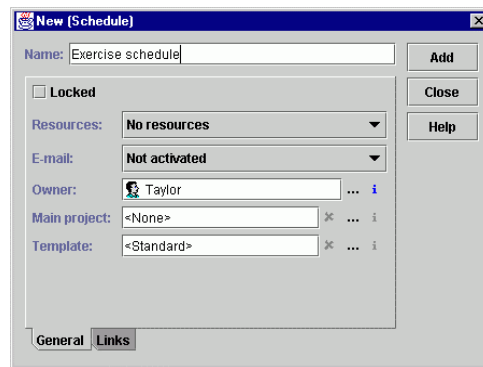 New (Schedule)
Name: Exercise schedule
Add
Locked
Close
Resources: No resources
Help
E-mail: Not activated
Owner: Taylor ... i
Main project: <None> ... i
Template: <Standard> ... i
General Links